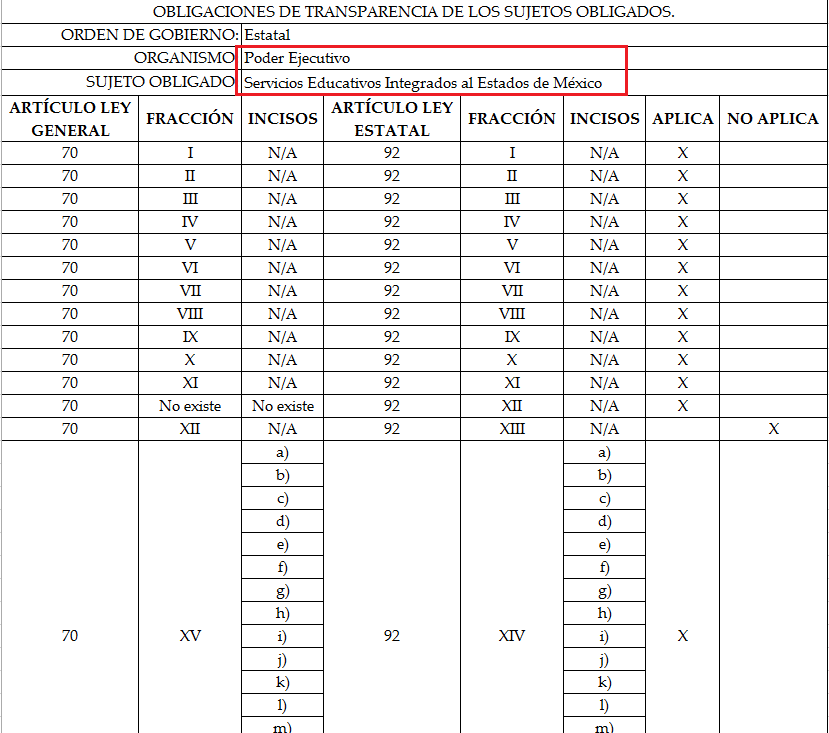 OBLIGACIONES DE TRANSPARENCIA DE LOS SUJETOS OBLIGADOS.
ORDEN DE GOBIERNO: Estatal
ORGANISMO Poder Ejecutivo
SUJETO OBLIGADO Servicios Educativos Integrados al Estados de México
ARTÍCULO LEY GENERAL FRACCIÓN INCISOS ARTÍCULO LEY ESTATAL FRACCIÓN INCISOS APLICA NO APLICA
70 I N/A 92 I N/A X
70 II N/A 92 II N/A X
70 III N/A 92 III N/A X
70 IV N/A 92 IV N/A X
70 V N/A 92 V N/A X
70 VI N/A 92 VI N/A X
70 VII N/A 92 VII N/A X
70 VIII N/A 92 VIII N/A X
70 IX N/A 92 IX N/A X
70 X N/A 92 X N/A X
70 XI N/A 92 XI N/A X
70 No existe No existe 92 XII N/A X
70 XII N/A 92 XIII N/A X
a) a)
b) b)
c) c)
d) d)
e) e)
f) f)
g) g)
h) h)
70 XV i) 92 XIV i) X
j) j)
k) k)
l) l)
m) m)